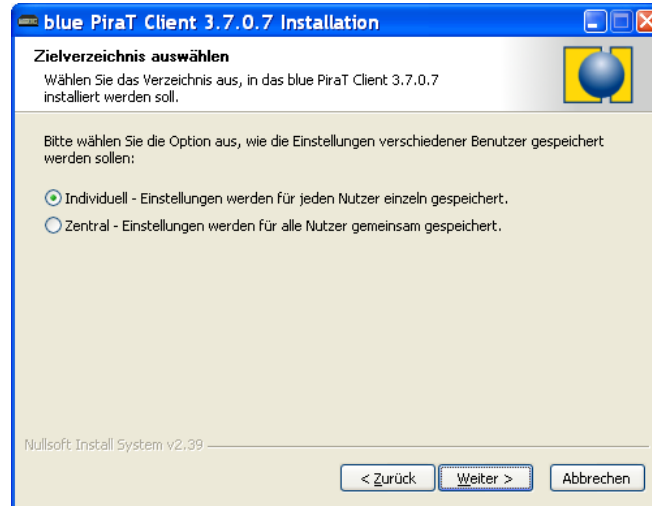 blue PiraT Client 3.7.0.7 Installation
Zielverzeichnis auswählen
Wählen Sie das Verzeichnis aus, in das blue PiraT Client 3.7.0.7
installiert werden soll.
Bitte wählen Sie die Option aus, wie die Einstellungen verschiedener Benutzer gespeichert
werden sollen:
Individuell - Einstellungen werden für jeden Nutzer einzeln gespeichert.
Zentral - Einstellungen werden für alle Nutzer gemeinsam gespeichert.
Nullsoft Install System v2.39
< Zurück Weiter > Abbrechen